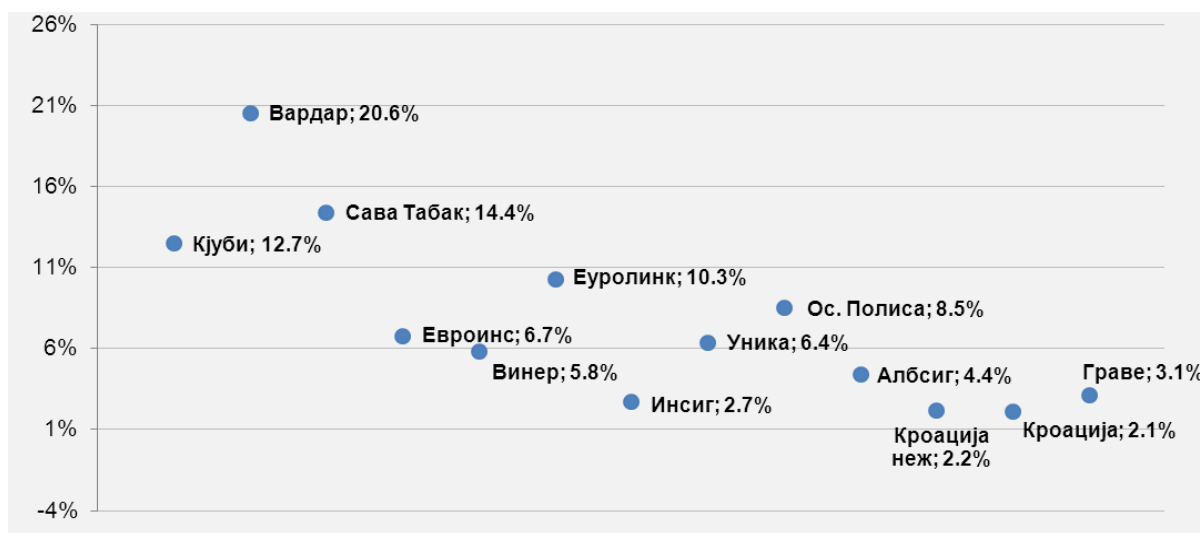 26%
21%
Вардар; 20.6%
16%
Сава Табак; 14.4%
Кјуби; 12.7%
11%
Еуролинк; 10.3%
Ос. Полиса; 8.5%
Евроинс; 6.7%
Уника; 6.4%
6%
Винер; 5.8%
Албсиг; 4.4%
Граве; 3.1%
Инсиг; 2.7%
1%
Кроација
неж; 2.2%
Кроација; 2.1%
-4%